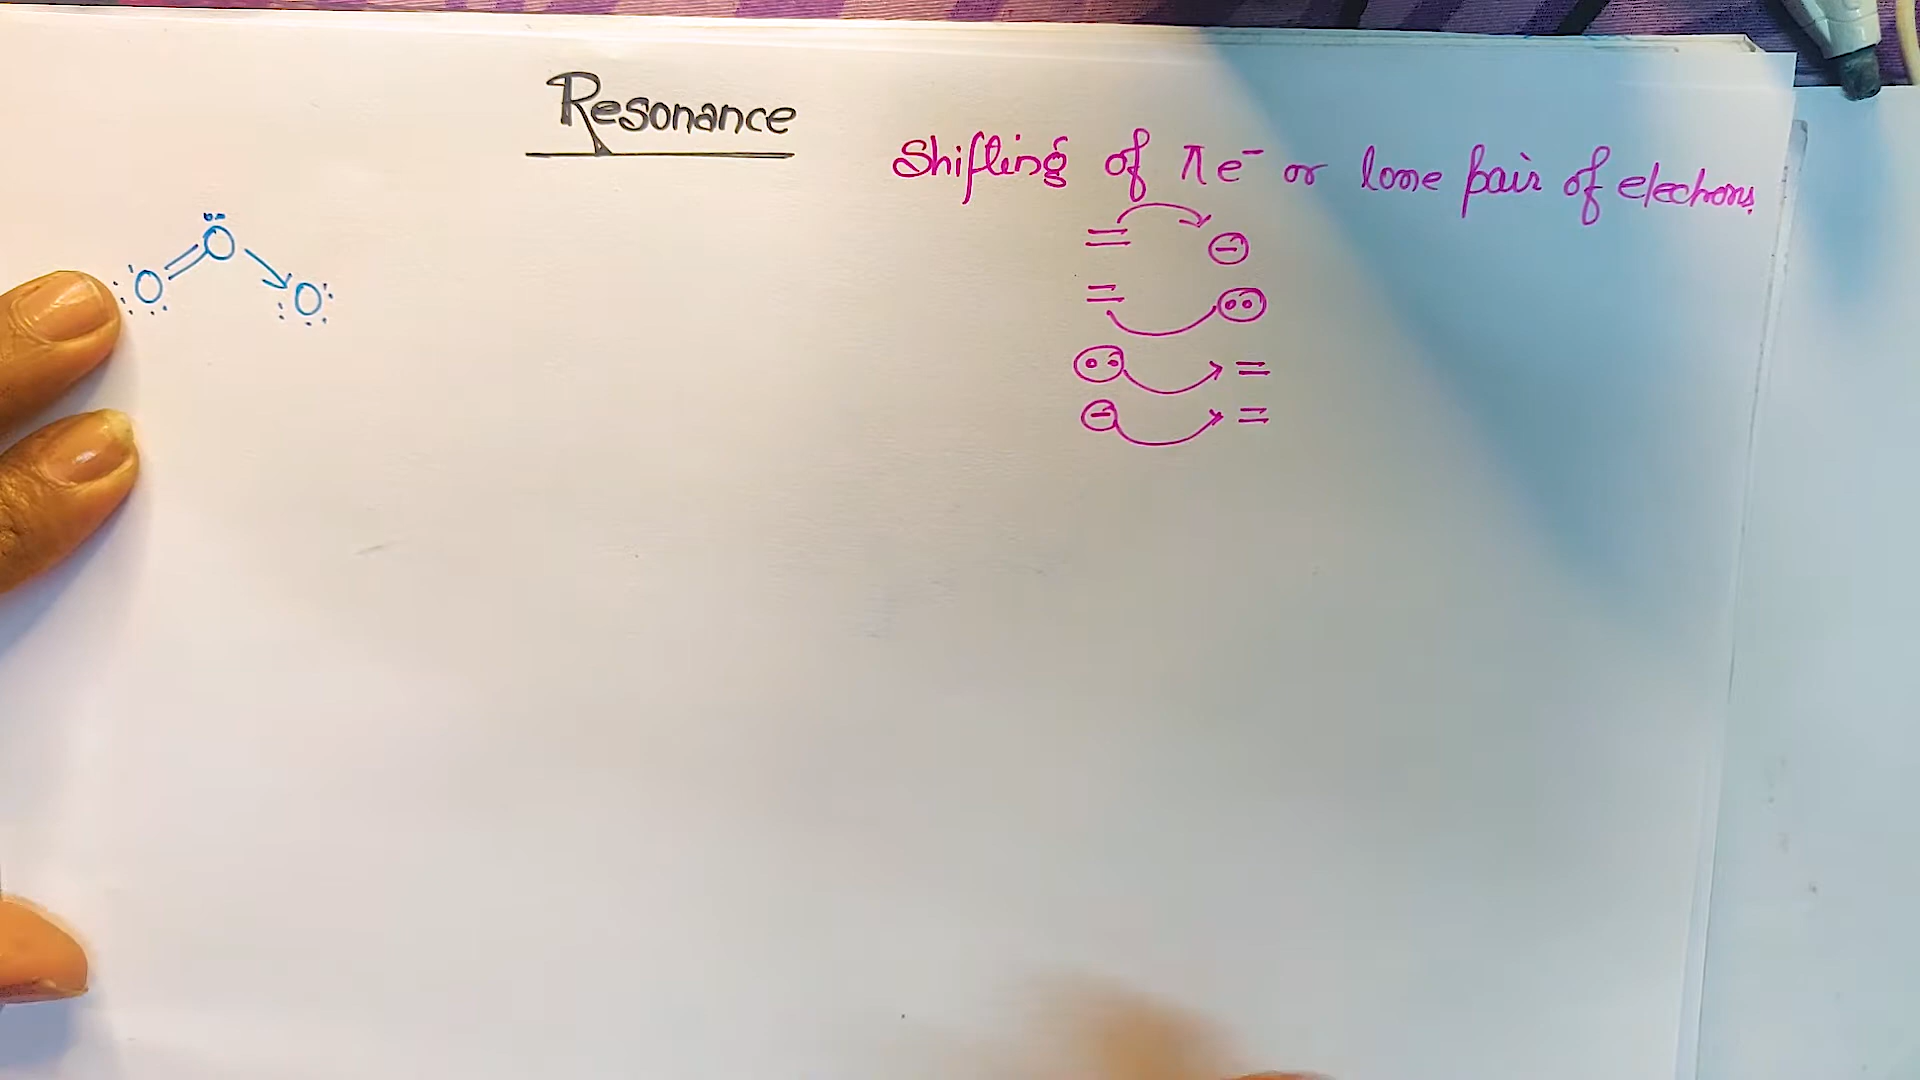 Resonance
Shifting of π e⁻ or lone pair of electrons.
O = O → O
= → ⊖
= (••)
(••) → =
⊖ → =